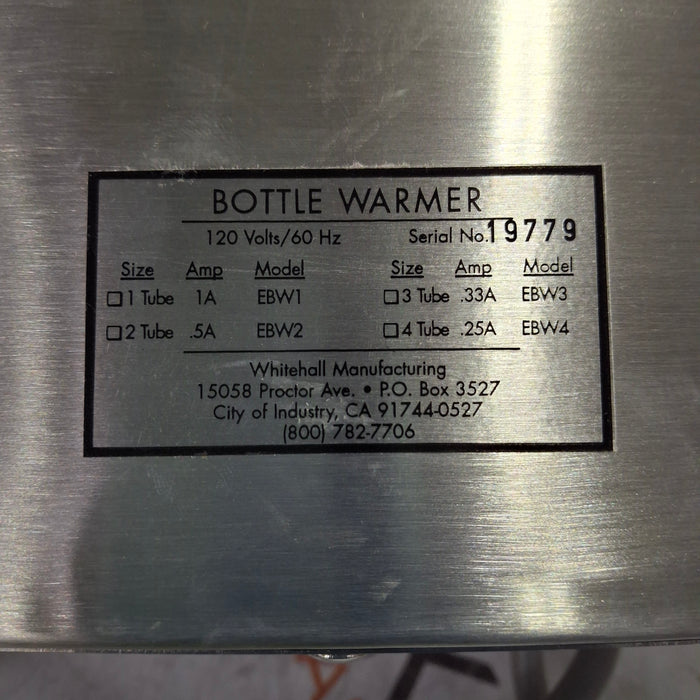 BOTTLE WARMER
120 Volts/60 Hz Serial No. 19779
Size Amp Model Size Amp Model
☐ 1 Tube 1A EBW1 ☐ 3 Tube .33A EBW3
☐ 2 Tube .5A EBW2 ☐ 4 Tube .25A EBW4
Whitehall Manufacturing
15058 Proctor Ave. • P.O. Box 3527
City of Industry, CA 91744-0527
(800) 782-7706